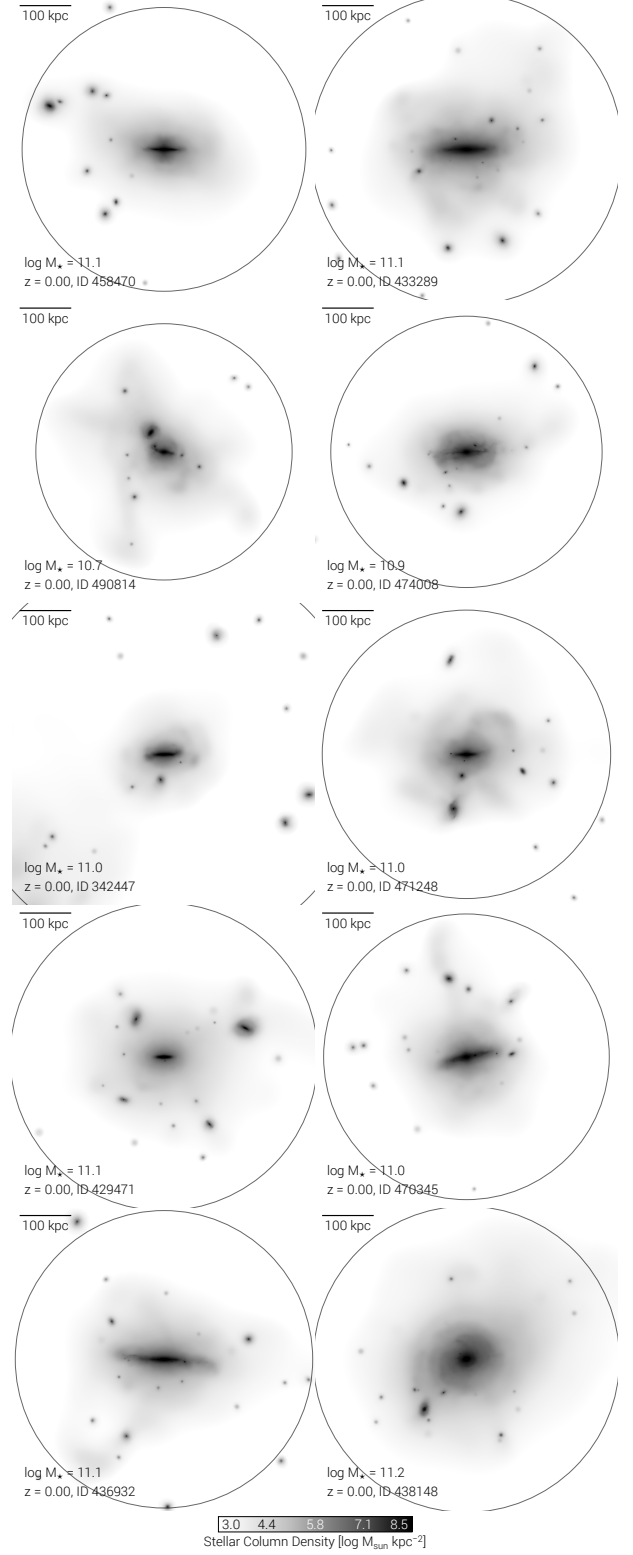 100 kpc
log M⋆ = 11.1
z = 0.00, ID 458470
100 kpc
log M⋆ = 11.1
z = 0.00, ID 433289
100 kpc
log M⋆ = 10.7
z = 0.00, ID 490814
100 kpc
log M⋆ = 10.9
z = 0.00, ID 474008
100 kpc
log M⋆ = 11.0
z = 0.00, ID 342447
100 kpc
log M⋆ = 11.0
z = 0.00, ID 471248
100 kpc
log M⋆ = 11.1
z = 0.00, ID 429471
100 kpc
log M⋆ = 11.0
z = 0.00, ID 470345
100 kpc
log M⋆ = 11.1
z = 0.00, ID 436932
100 kpc
log M⋆ = 11.2
z = 0.00, ID 438148
3.0 4.4 5.8 7.1 8.5
Stellar Column Density [log Msun kpc⁻²]